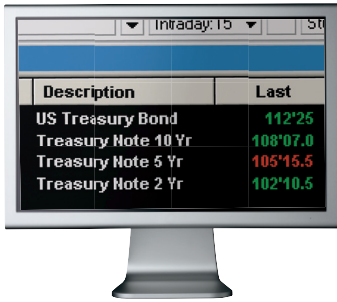 Intraday:15
Description Last
US Treasury Bond 112'25
Treasury Note 10 Yr 108'07.0
Treasury Note 5 Yr 105'15.5
Treasury Note 2 Yr 102'10.5